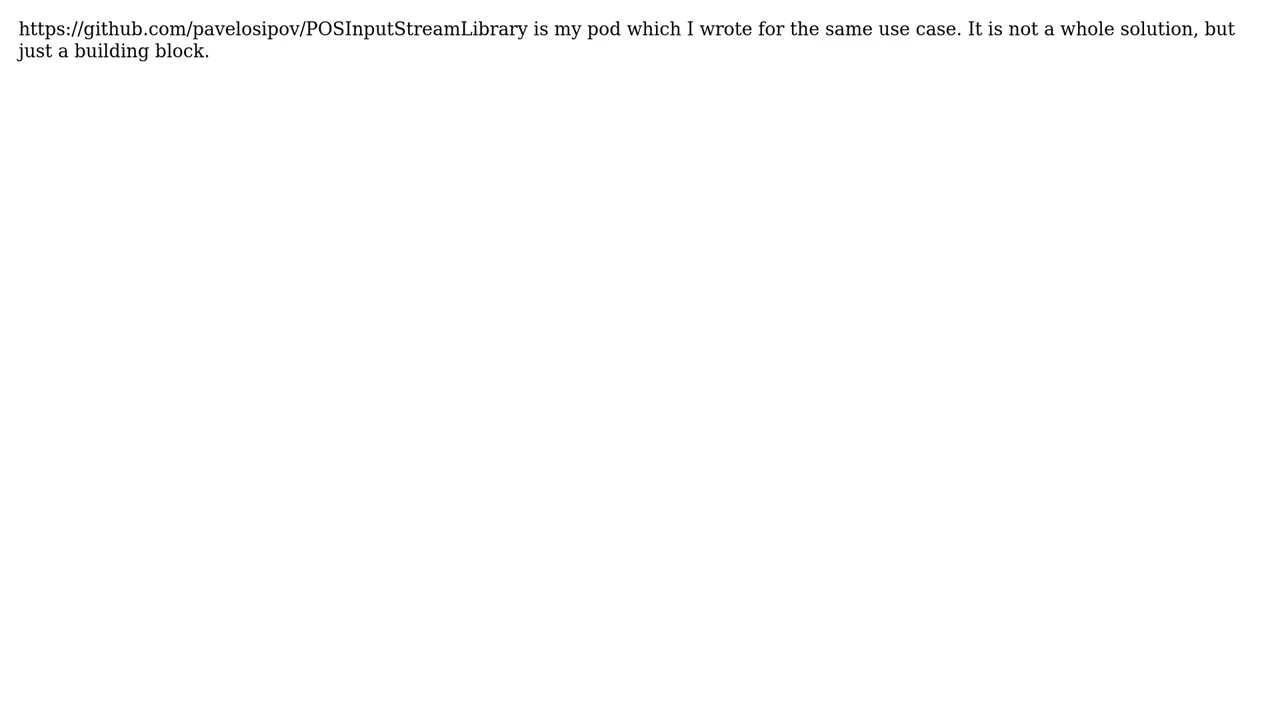 https://github.com/pavelosipov/POSInputStreamLibrary is my pod which I wrote for the same use case. It is not a whole solution, but
just a building block.